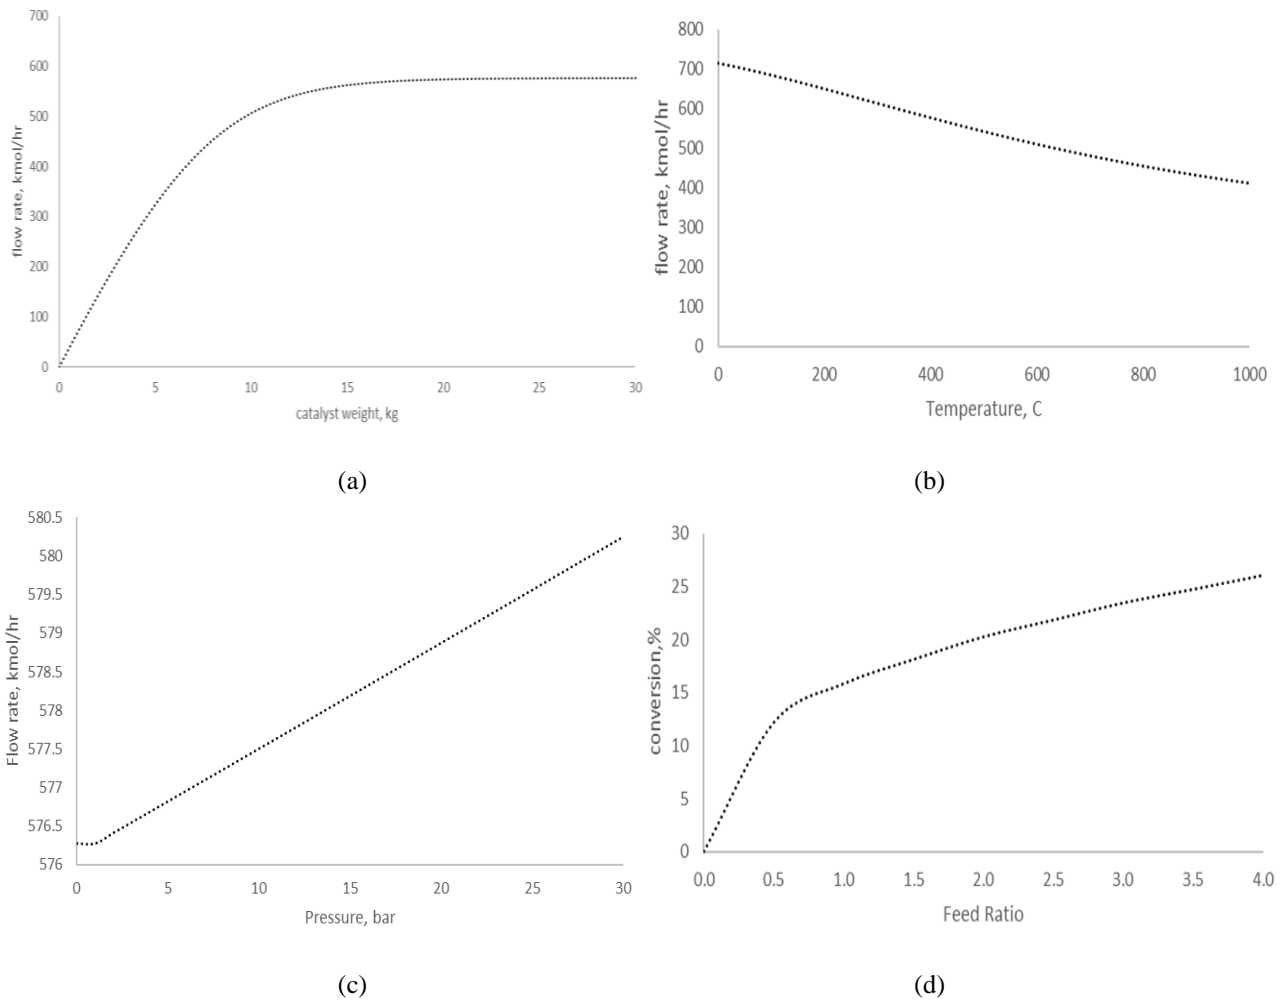 700
600
500
400
300
200
100
0
flow rate, kmol/hr
0 5 10 15 20 25 30
catalyst weight, kg
(a)
800
700
600
500
400
300
200
100
0
flow rate, kmol/hr
0 200 400 600 800 1000
Temperature, C
(b)
580.5
580
579.5
579
578.5
578
577.5
577
576.5
576
Flow rate, kmol/hr
0 5 10 15 20 25 30
Pressure, bar
(c)
30
25
20
15
10
5
0
conversion,%
0.0 0.5 1.0 1.5 2.0 2.5 3.0 3.5 4.0
Feed Ratio
(d)